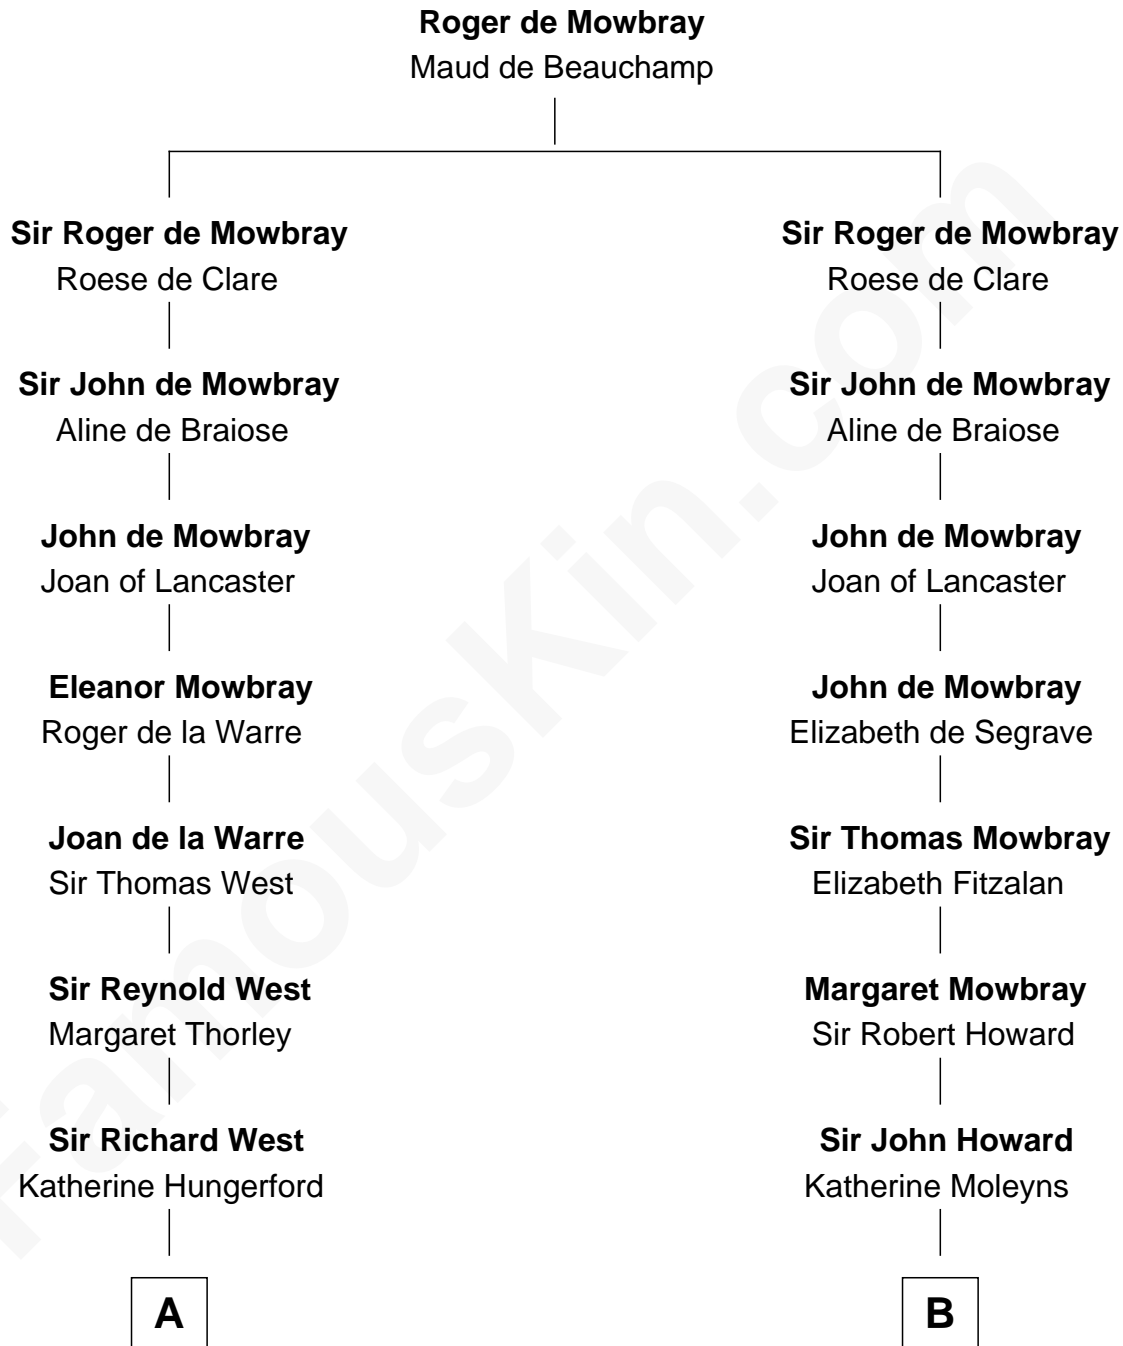 Roger de Mowbray
Maud de Beauchamp
Sir Roger de Mowbray
Roese de Clare
Sir John de Mowbray
Aline de Braiose
John de Mowbray
Joan of Lancaster
Eleanor Mowbray
Roger de la Warre
Joan de la Warre
Sir Thomas West
Sir Reynold West
Margaret Thorley
Sir Richard West
Katherine Hungerford
A
Sir Roger de Mowbray
Roese de Clare
Sir John de Mowbray
Aline de Braiose
John de Mowbray
Joan of Lancaster
John de Mowbray
Elizabeth de Segrave
Sir Thomas Mowbray
Elizabeth Fitzalan
Margaret Mowbray
Sir Robert Howard
Sir John Howard
Katherine Moleyns
B
FamousKin.com